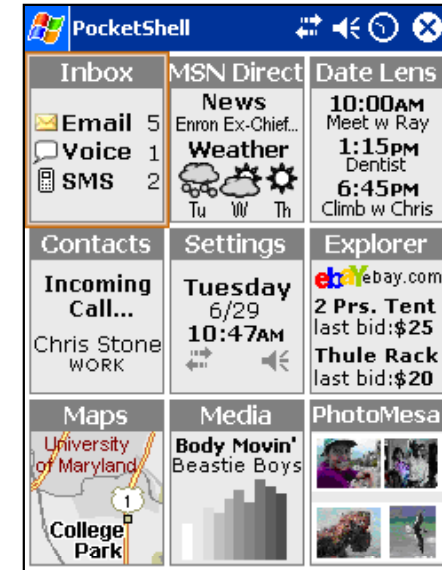 PocketShell
Inbox
Email 5
Voice 1
SMS 2
MSN Direct
News
Enron Ex-Chief...
Weather
Tu W Th
Date Lens
10:00AM
Meet w Ray
1:15PM
Dentist
6:45PM
Climb w Chris
Contacts
Incoming
Call...
Chris Stone
WORK
Settings
Tuesday
6/29
10:47AM
Explorer
ebay ebay.com
2 Prs. Tent
last bid:$25
Thule Rack
last bid:$20
Maps
University
of Maryland
1
College
Park
Media
Body Movin'
Beastie Boys
PhotoMesa